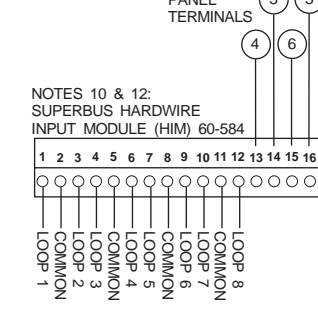 PANEL
TERMINALS
4 6
NOTES 10 & 12:
SUPERBUS HARDWIRE
INPUT MODULE (HIM) 60-584
1 2 3 4 5 6 7 8 9 10 11 12 13 14 15 16
LOOP 1
COMMON
LOOP 2
LOOP 3
COMMON
LOOP 4
LOOP 5
COMMON
LOOP 6
LOOP 7
COMMON
LOOP 8